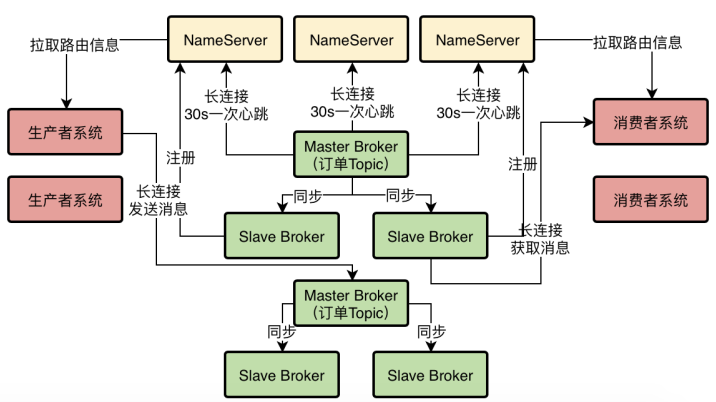 NameServer
NameServer
NameServer
拉取路由信息
拉取路由信息
长连接
30s一次心跳
长连接
30s一次心跳
长连接
30s一次心跳
生产者系统
消费者系统
Master Broker
（订单Topic）
注册
注册
生产者系统
消费者系统
长连接
发送消息
同步
同步
Slave Broker
Slave Broker
长连接
获取消息
Master Broker
（订单Topic）
同步
同步
Slave Broker
Slave Broker